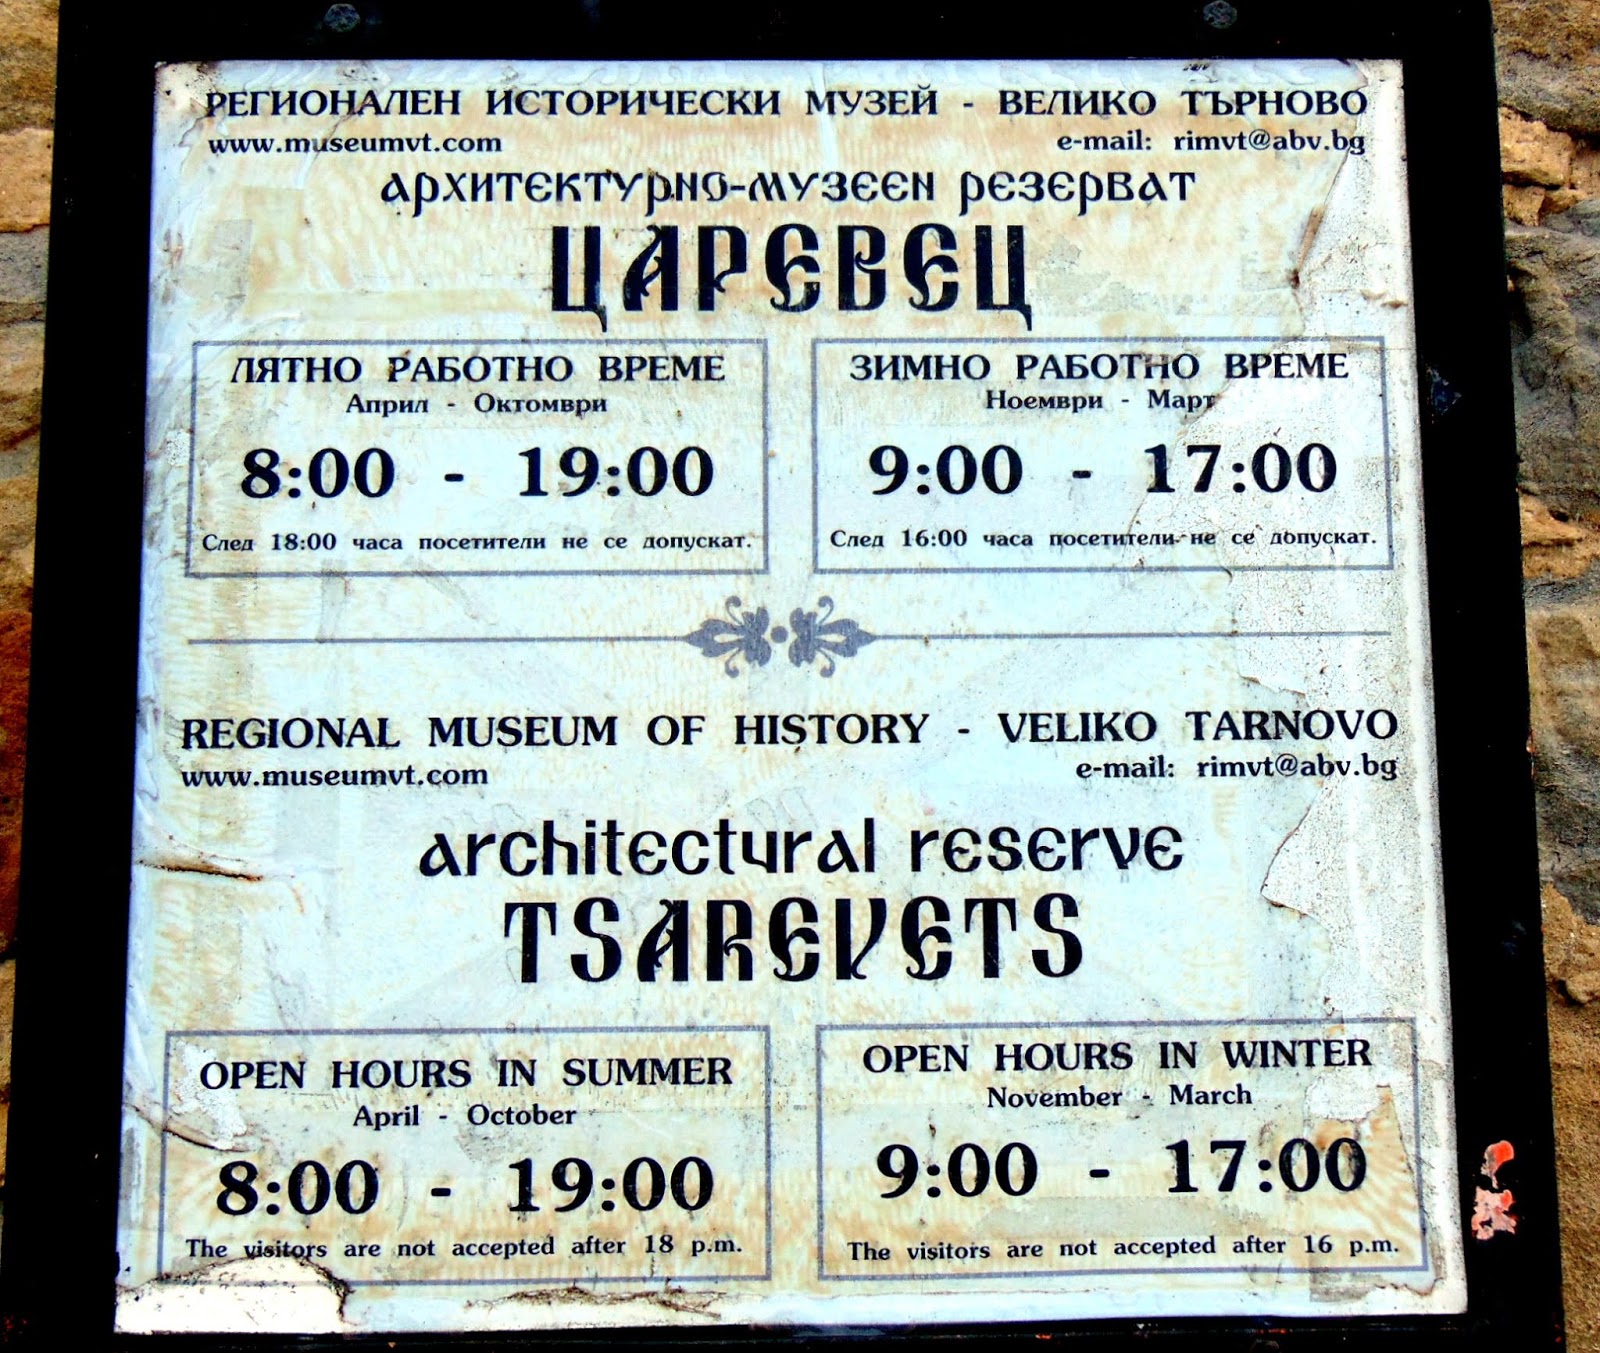 РЕГИОНАЛЕН ИСТОРИЧЕСКИ МУЗЕЙ - ВЕЛИКО ТЪРНОВО
www.museumvt.com e-mail: rimvt@abv.bg
архитектурно-музеен резерват
ЦАРЕВЕЦ
ЛЯТНО РАБОТНО ВРЕМЕ
Април - Октомври
8:00 - 19:00
След 18:00 часа посетители не се допускат.
ЗИМНО РАБОТНО ВРЕМЕ
Ноември - Март
9:00 - 17:00
След 16:00 часа посетители не се допускат.
REGIONAL MUSEUM OF HISTORY - VELIKO TARNOVO
www.museumvt.com e-mail: rimvt@abv.bg
architectural reserve
TSAREVETS
OPEN HOURS IN SUMMER
April - October
8:00 - 19:00
The visitors are not accepted after 18 p.m.
OPEN HOURS IN WINTER
November - March
9:00 - 17:00
The visitors are not accepted after 16 p.m.